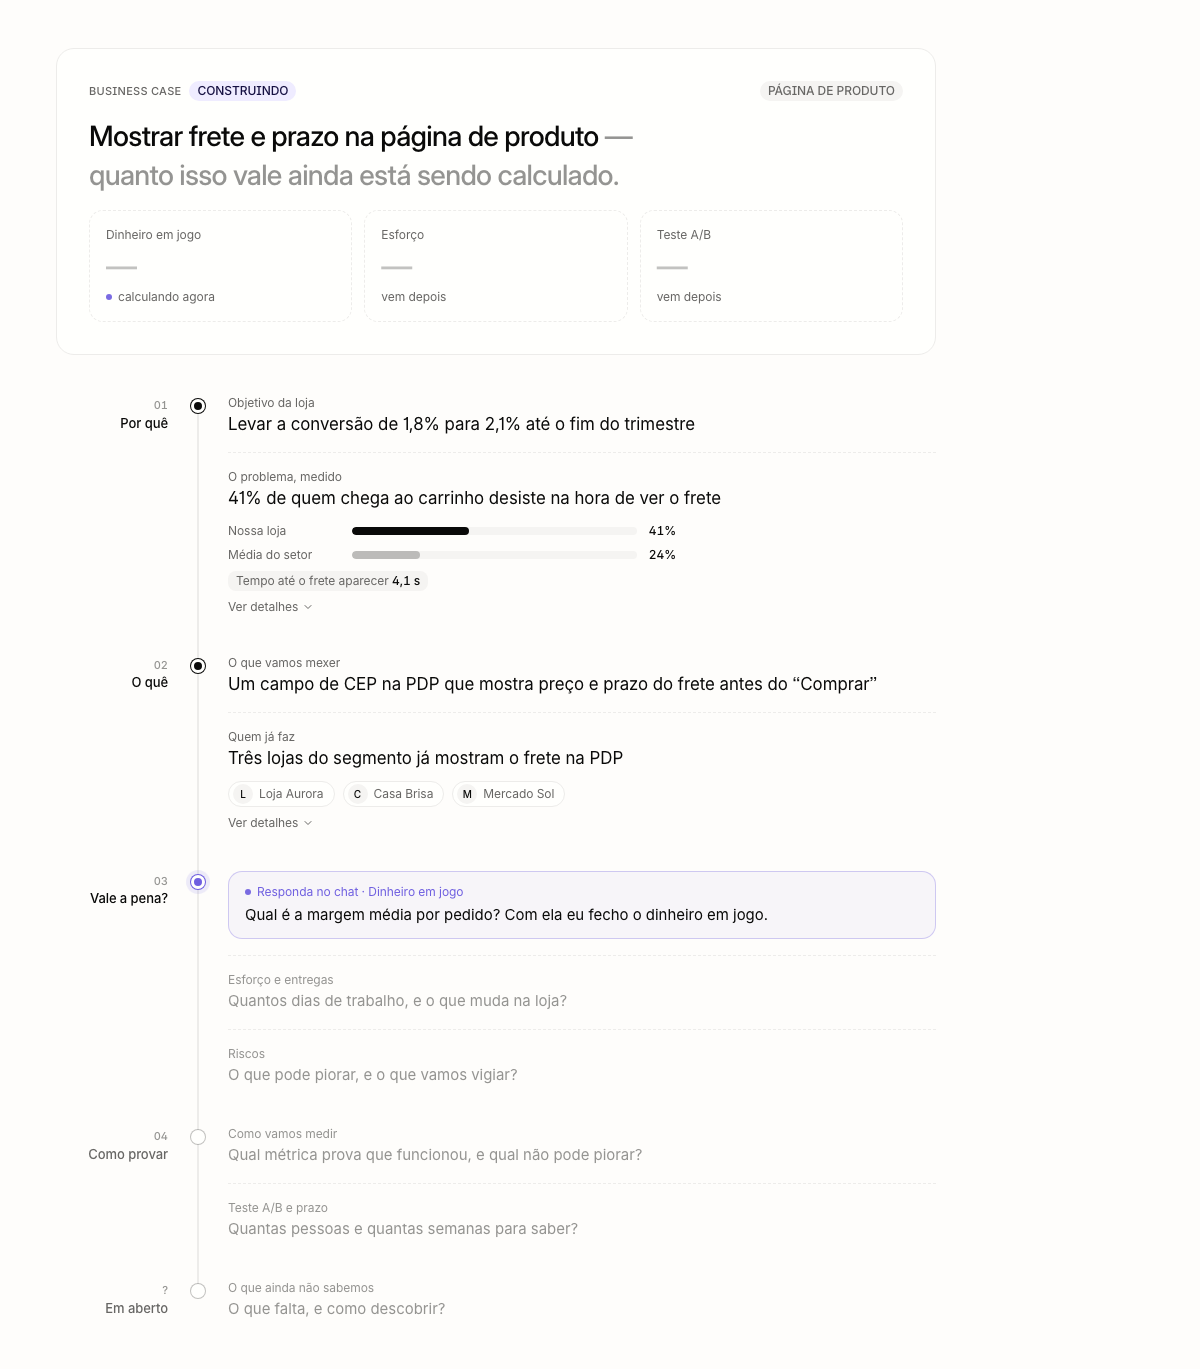 BUSINESS CASE CONSTRUINDO
PÁGINA DE PRODUTO
Mostrar frete e prazo na página de produto —
quanto isso vale ainda está sendo calculado.
Dinheiro em jogo
—
calculando agora
Esforço
—
vem depois
Teste A/B
—
vem depois
01
Por quê
Objetivo da loja
Levar a conversão de 1,8% para 2,1% até o fim do trimestre
O problema, medido
41% de quem chega ao carrinho desiste na hora de ver o frete
Nossa loja 41%
Média do setor 24%
Tempo até o frete aparecer 4,1 s
Ver detalhes
02
O quê
O que vamos mexer
Um campo de CEP na PDP que mostra preço e prazo do frete antes do “Comprar”
Quem já faz
Três lojas do segmento já mostram o frete na PDP
L Loja Aurora C Casa Brisa M Mercado Sol
Ver detalhes
03
Vale a pena?
Responda no chat · Dinheiro em jogo
Qual é a margem média por pedido? Com ela eu fecho o dinheiro em jogo.
Esforço e entregas
Quantos dias de trabalho, e o que muda na loja?
Riscos
O que pode piorar, e o que vamos vigiar?
04
Como provar
Como vamos medir
Qual métrica prova que funcionou, e qual não pode piorar?
Teste A/B e prazo
Quantas pessoas e quantas semanas para saber?
?
Em aberto
O que ainda não sabemos
O que falta, e como descobrir?